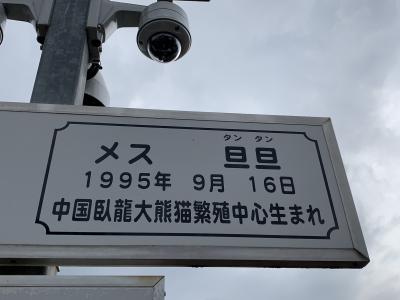 タン タン
メス 旦旦
1995年 9月 16日
中国臥龍大熊猫繁殖中心生まれ